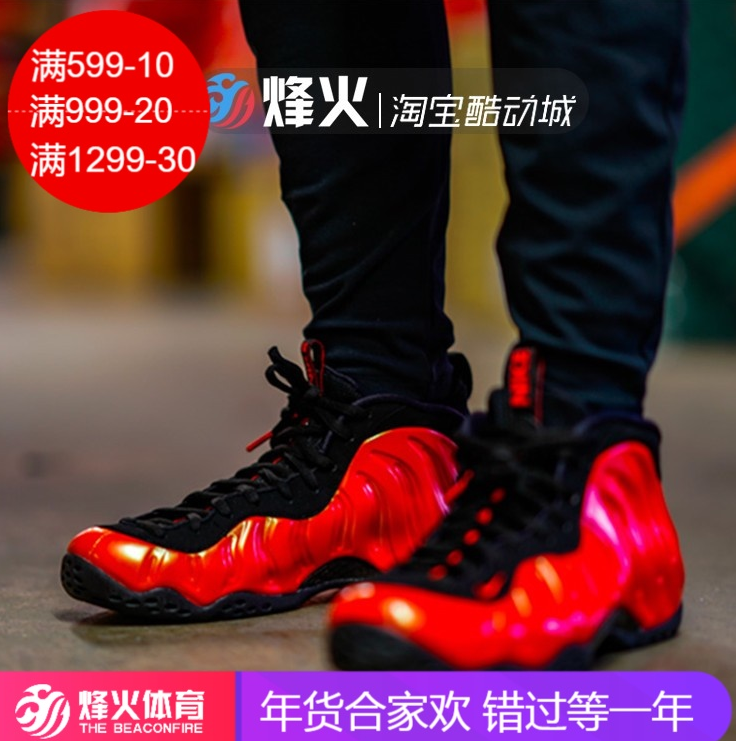 满599-10
满999-20
满1299-30
烽火|淘宝酷动城
烽火体育
THE BEACONFIRE
年货合家欢 错过等一年